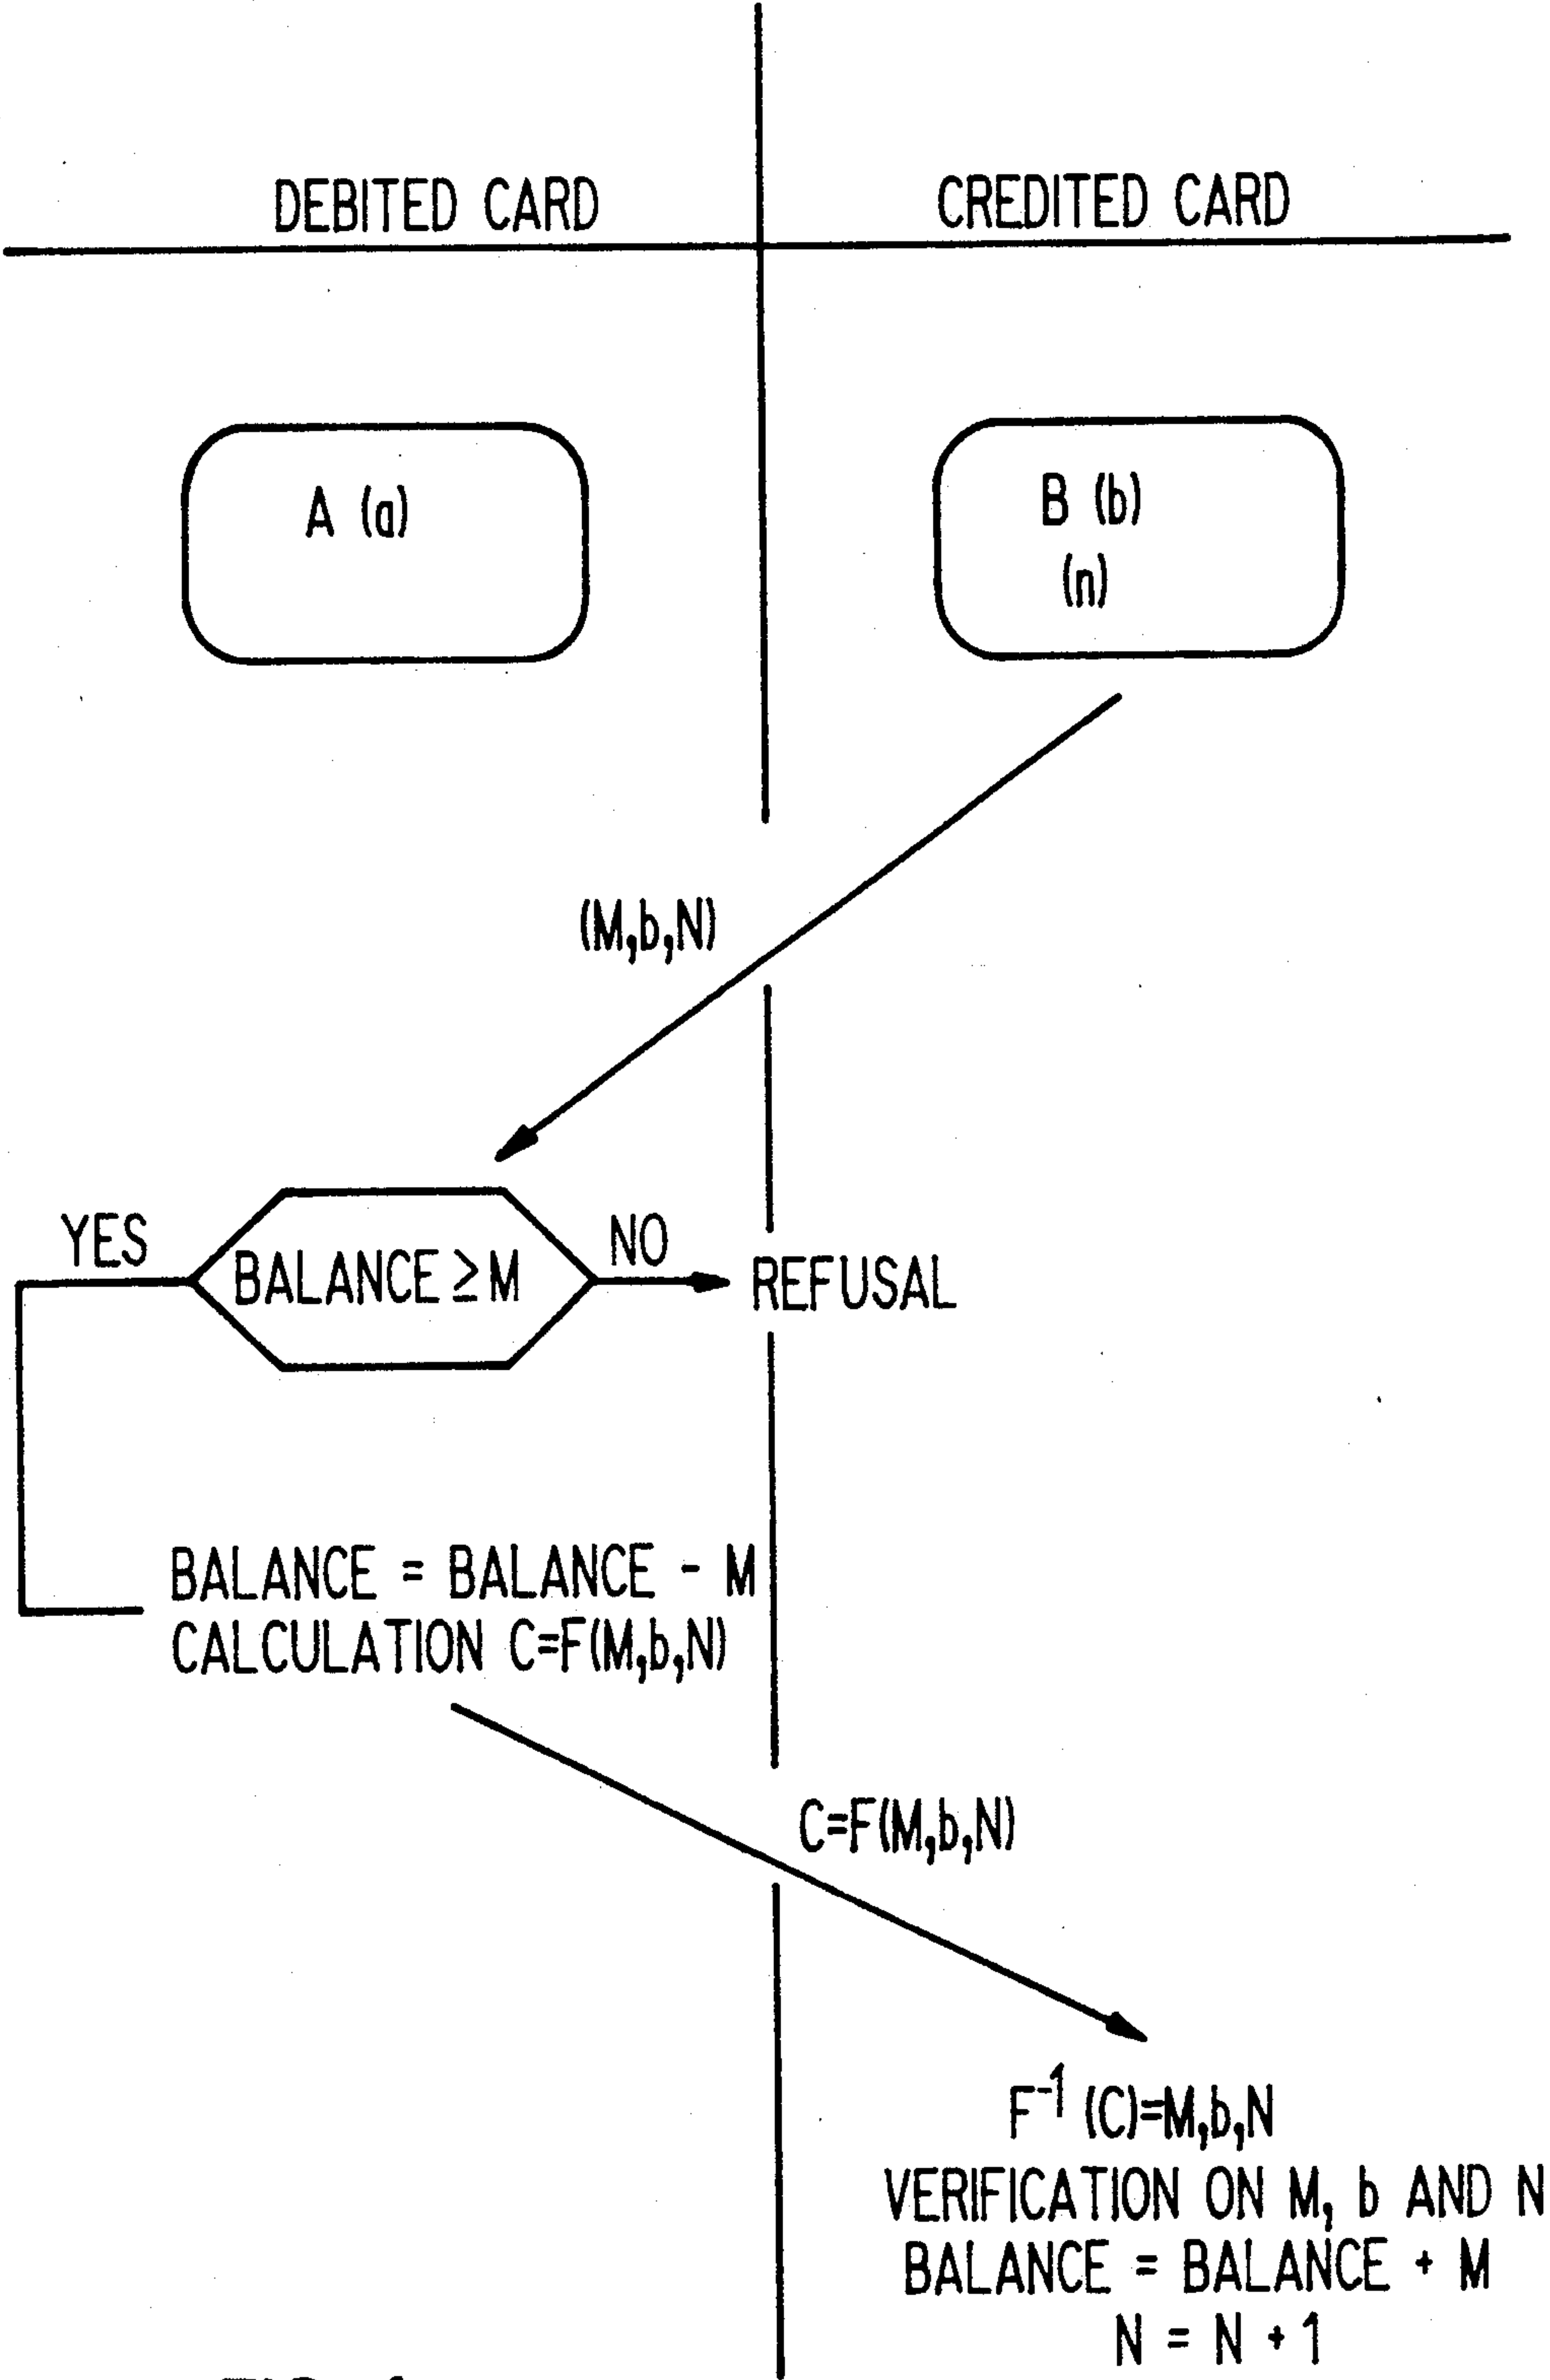 DEBITED CARD
CREDITED CARD
A (a)
B (b)
(n)
(M,b,N)
YES
BALANCE ≥ M
NO
REFUSAL
BALANCE = BALANCE - M
CALCULATION C=F(M,b,N)
C=F(M,b,N)
F⁻¹ (C)=M,b,N
VERIFICATION ON M, b AND N
BALANCE = BALANCE + M
N = N + 1